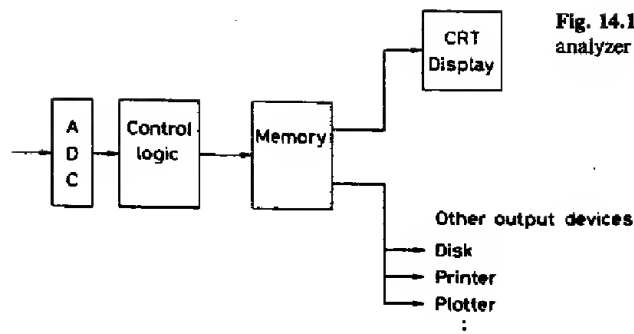 Fig. 14.1
analyzer
CRT
Display
A
D
C
Control
logic
Memory
Other output devices
Disk
Printer
Plotter
: